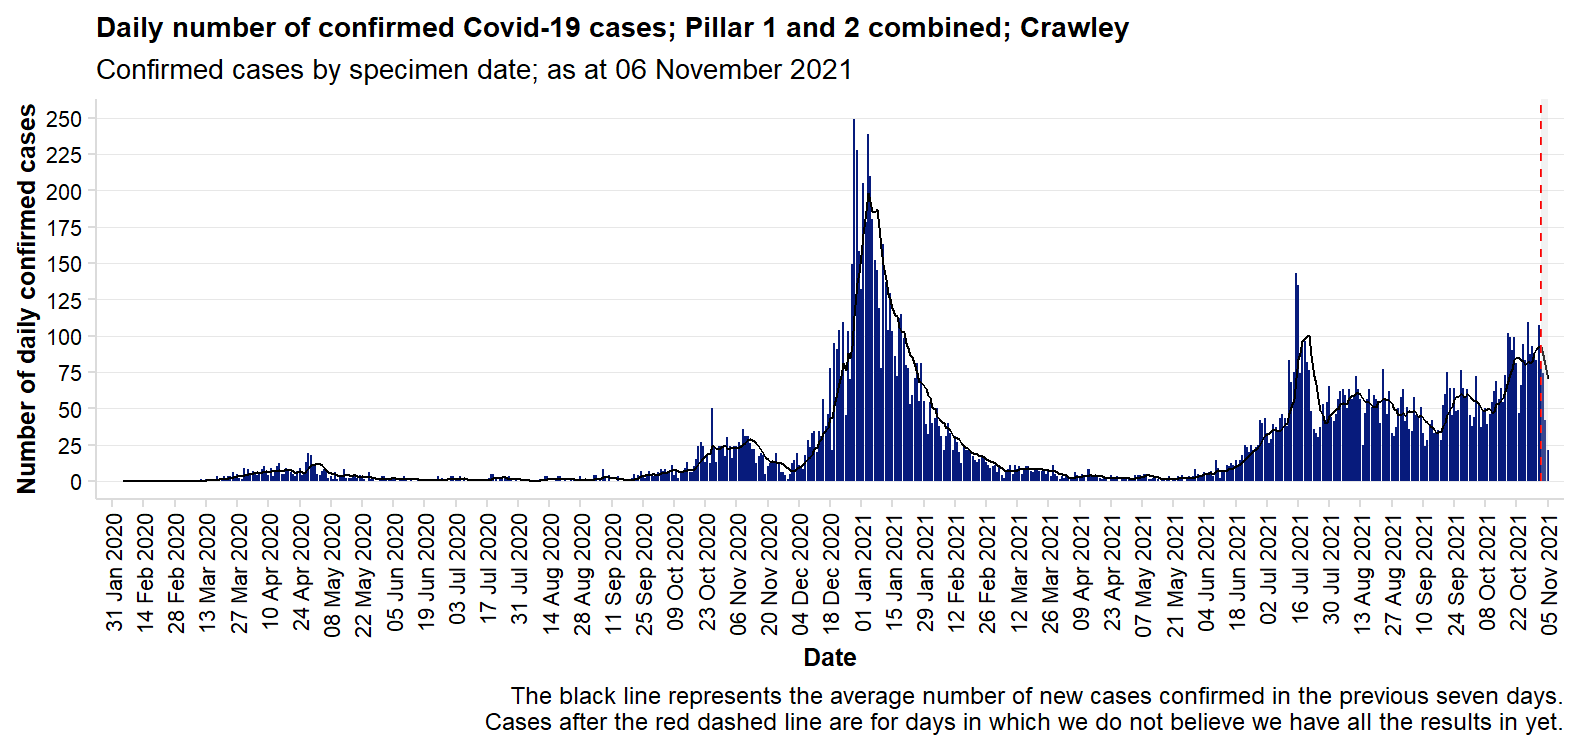 Daily number of confirmed Covid-19 cases; Pillar 1 and 2 combined; Crawley
Confirmed cases by specimen date; as at 06 November 2021
Number of daily confirmed cases
250
225
200
175
150
125
100
75
50
25
0
31 Jan 2020
14 Feb 2020
28 Feb 2020
13 Mar 2020
27 Mar 2020
10 Apr 2020
24 Apr 2020
08 May 2020
22 May 2020
05 Jun 2020
19 Jun 2020
03 Jul 2020
17 Jul 2020
31 Jul 2020
14 Aug 2020
28 Aug 2020
11 Sep 2020
25 Sep 2020
09 Oct 2020
23 Oct 2020
06 Nov 2020
20 Nov 2020
04 Dec 2020
18 Dec 2020
01 Jan 2021
15 Jan 2021
29 Jan 2021
12 Feb 2021
26 Feb 2021
12 Mar 2021
26 Mar 2021
09 Apr 2021
23 Apr 2021
07 May 2021
21 May 2021
04 Jun 2021
18 Jun 2021
02 Jul 2021
16 Jul 2021
30 Jul 2021
13 Aug 2021
27 Aug 2021
10 Sep 2021
24 Sep 2021
08 Oct 2021
22 Oct 2021
05 Nov 2021
Date
The black line represents the average number of new cases confirmed in the previous seven days.
Cases after the red dashed line are for days in which we do not believe we have all the results in yet.